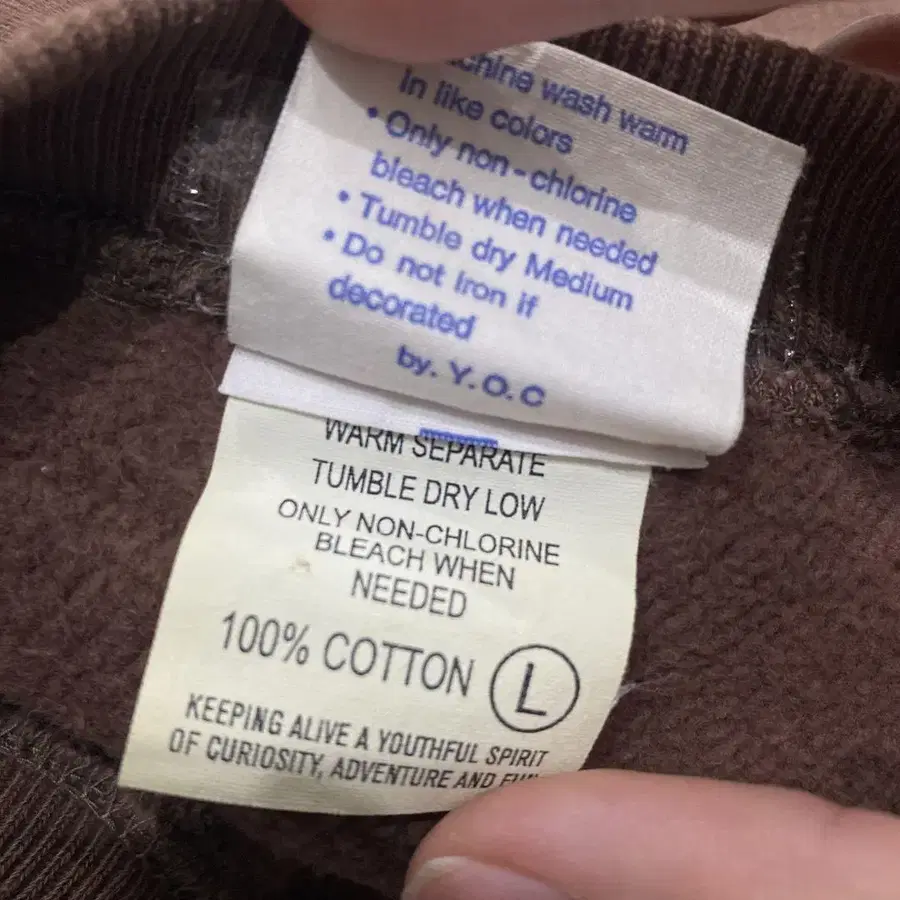 wash warm
in like colors
• Only non-chlorine
bleach when needed
• Tumble dry Medium
• Do not Iron if
decorated
by. Y.O.C
WARM SEPARATE
TUMBLE DRY LOW
ONLY NON-CHLORINE
BLEACH WHEN
NEEDED
100% COTTON L
KEEPING ALIVE A YOUTHFUL SPIRIT
OF CURIOSITY, ADVENTURE AND